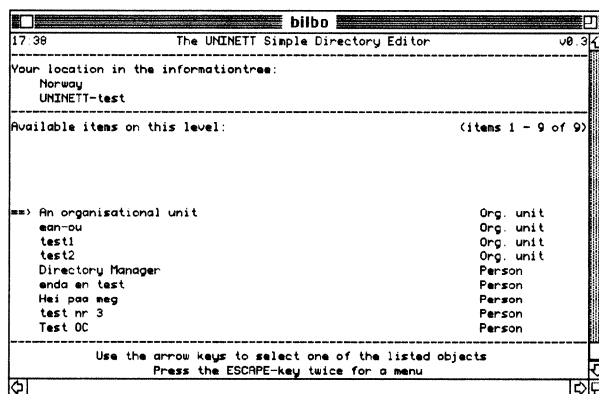 bilbo
17:38 The UNINETT Simple Directory Editor v0.3
Your location in the informationtree:
Norway
UNINETT-test
Available items on this level: (items 1 - 9 of 9)
==> An organisational unit Org. unit
ean-ou Org. unit
test1 Org. unit
test2 Org. unit
Directory Manager Person
enda en test Person
Hei paa meg Person
test nr 3 Person
Test OC Person
Use the arrow keys to select one of the listed objects
Press the ESCAPE-key twice for a menu